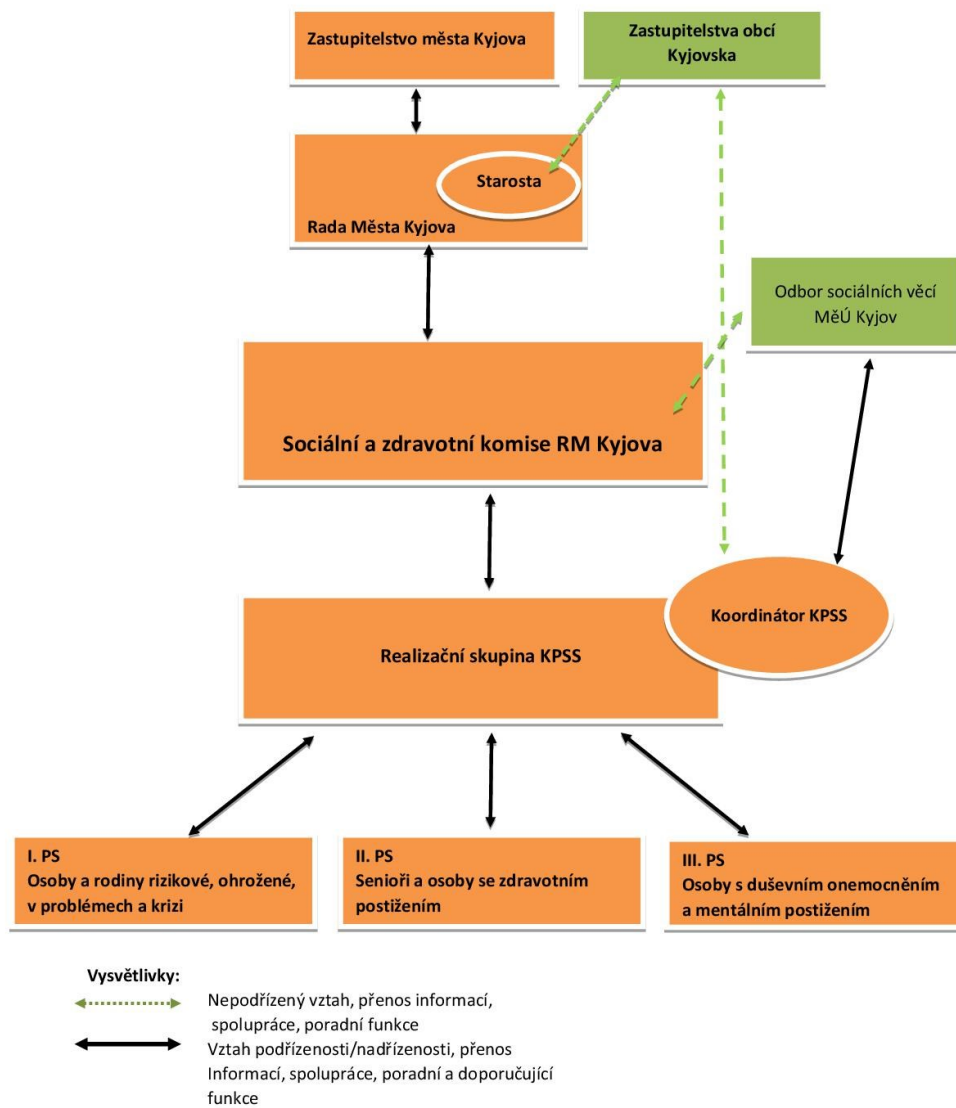 Zastupitelstvo města Kyjova
Zastupitelstva obcí
Kyjovska
Starosta
Rada Města Kyjova
Odbor sociálních věcí
MěÚ Kyjov
Sociální a zdravotní komise RM Kyjova
Koordinátor KPSS
Realizační skupina KPSS
I. PS
Osoby a rodiny rizikové, ohrožené,
v problémech a krizi
II. PS
Senioři a osoby se zdravotním
postižením
III. PS
Osoby s duševním onemocněním
a mentálním postižením
Vysvětlivky:
Nepodřízený vztah, přenos informací,
spolupráce, poradní funkce
Vztah podřízenosti/nadřízenosti, přenos
Informací, spolupráce, poradní a doporučující
funkce